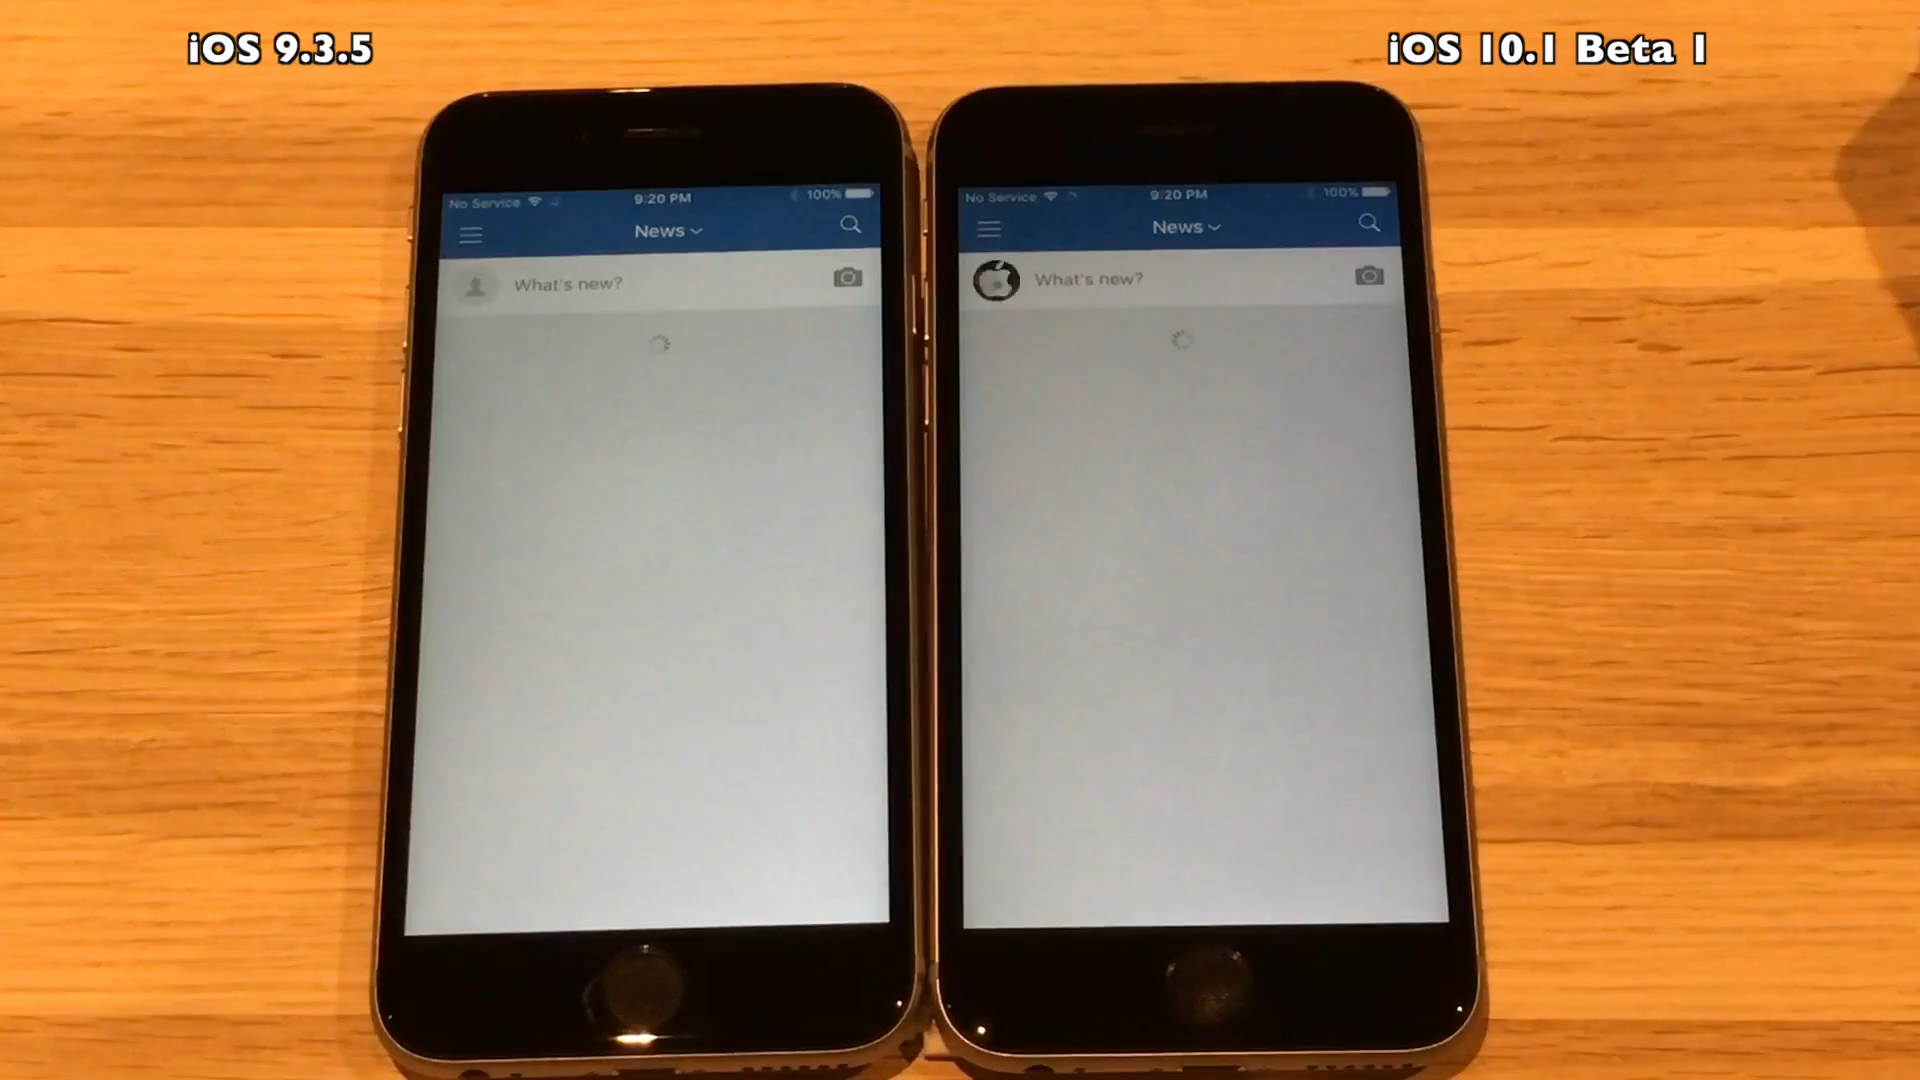 iOS 9.3.5
iOS 10.1 Beta 1
No Service
9:20 PM
100%
News
What's new?
No Service
9:20 PM
100%
News
What's new?